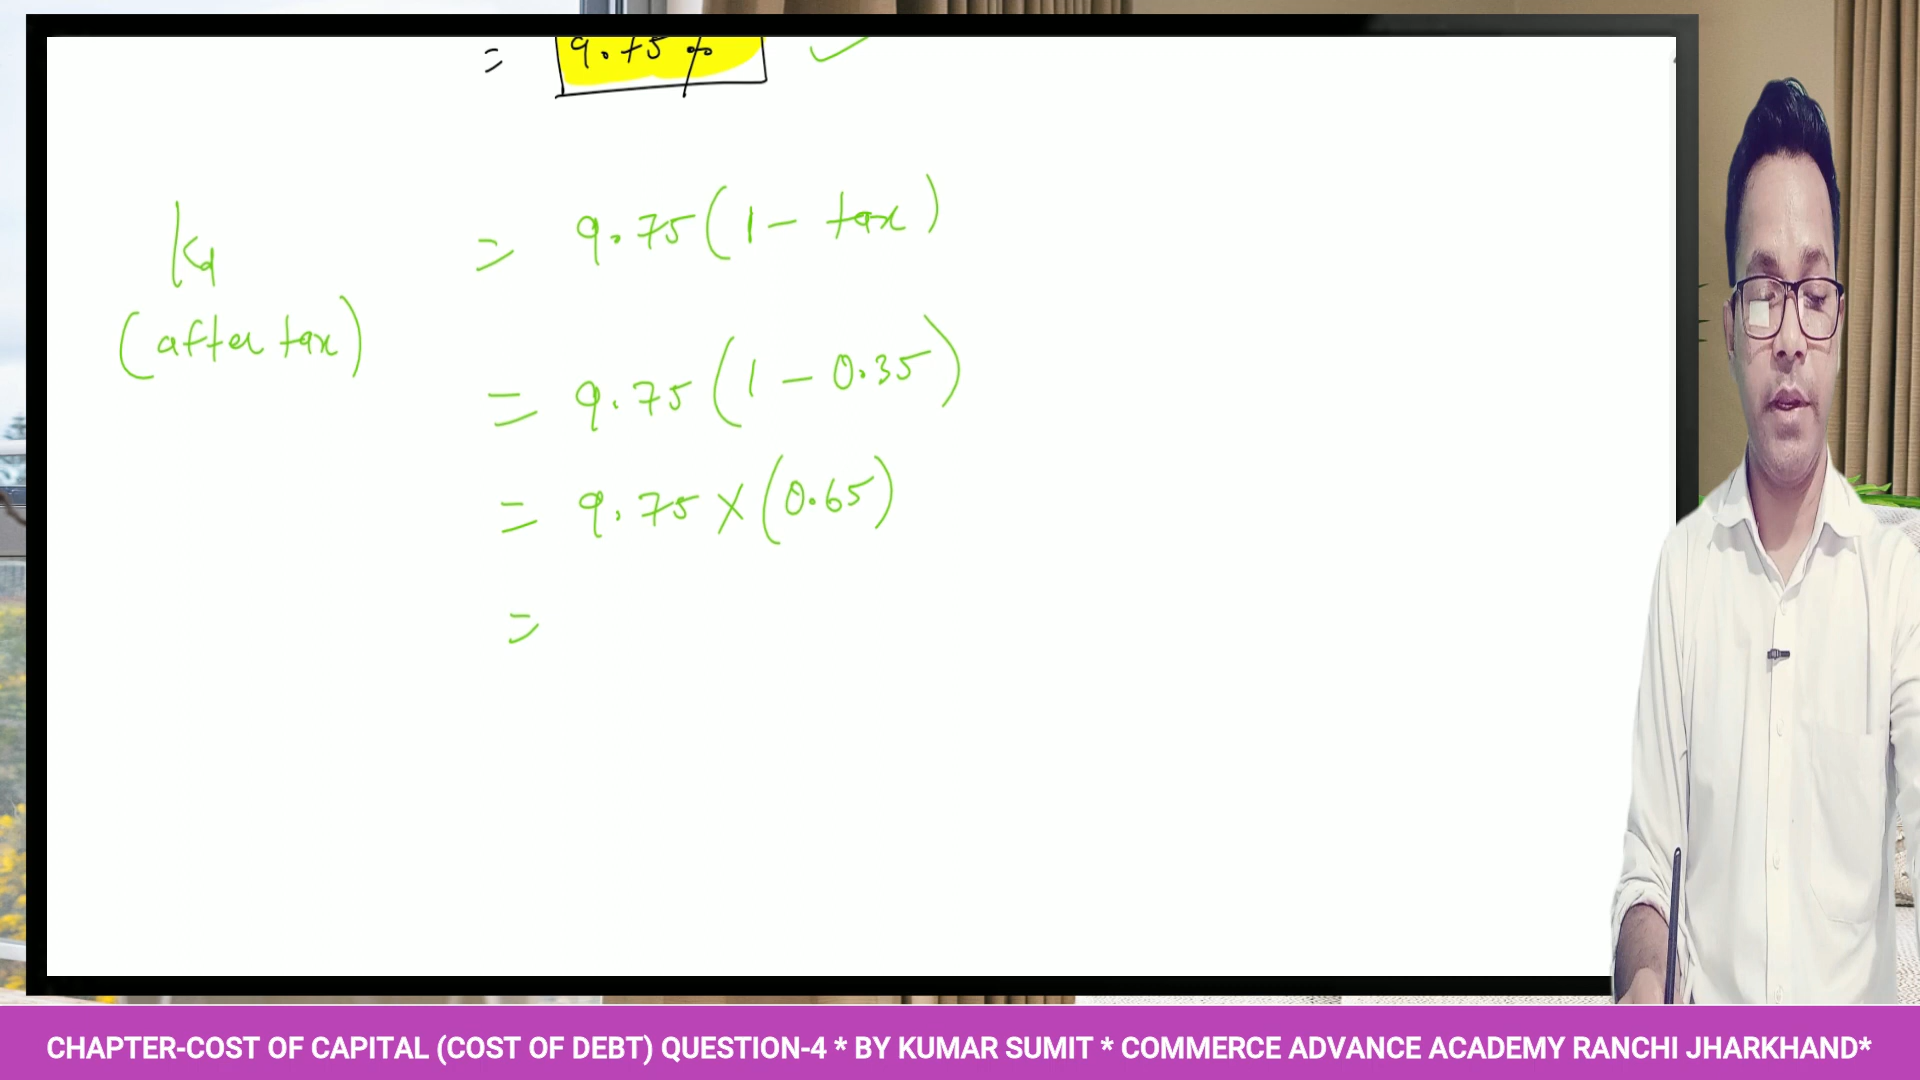 = 9.75%
Kd = 9.75(1 - tax)
(after tax)
= 9.75(1 - 0.35)
= 9.75 × (0.65)
=
CHAPTER-COST OF CAPITAL (COST OF DEBT) QUESTION-4 * BY KUMAR SUMIT * COMMERCE ADVANCE ACADEMY RANCHI JHARKHAND*